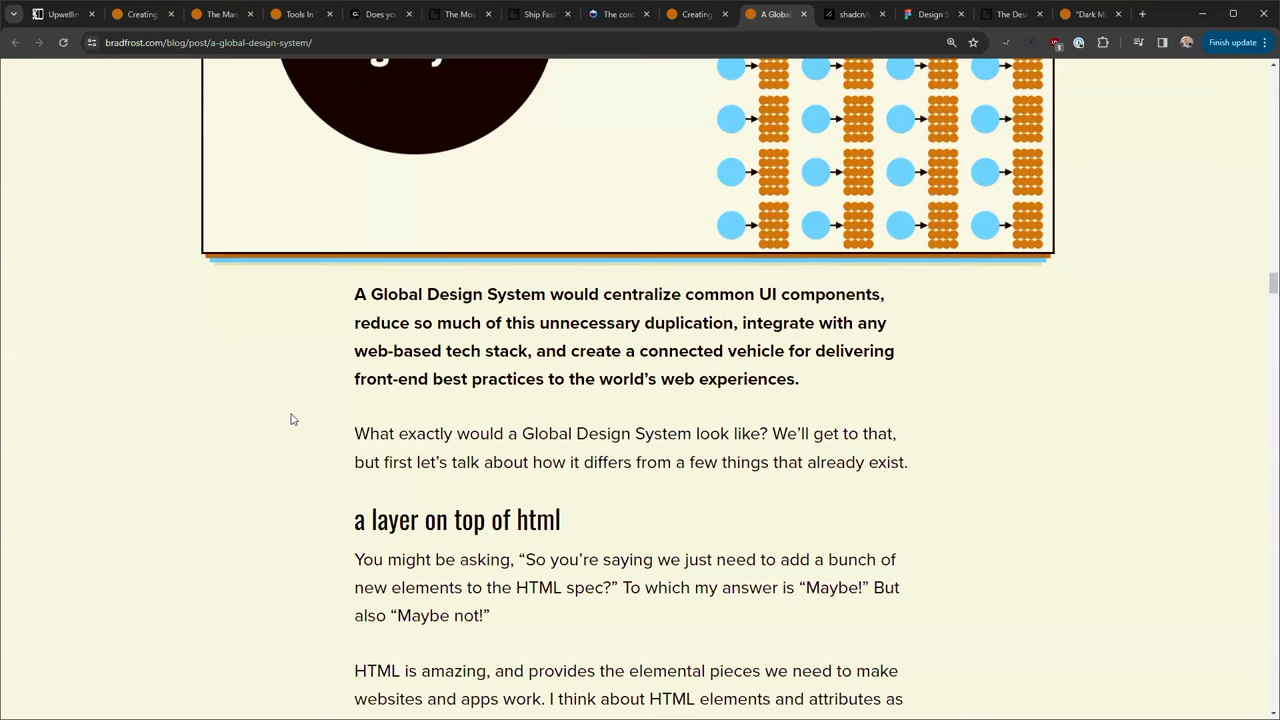 Upwellin
Creating
The Mar
Tools In
Does you
The Mos
Ship Fast
The con
Creating
A Global
shadcn/
Design S
The Desi
"Dark M
bradfrost.com/blog/post/a-global-design-system/
3
Finish update
A Global Design System would centralize common UI components,
reduce so much of this unnecessary duplication, integrate with any
web-based tech stack, and create a connected vehicle for delivering
front-end best practices to the world's web experiences.
What exactly would a Global Design System look like? We'll get to that,
but first let's talk about how it differs from a few things that already exist.
a layer on top of html
You might be asking, “So you're saying we just need to add a bunch of
new elements to the HTML spec?” To which my answer is “Maybe!” But
also “Maybe not!”
HTML is amazing, and provides the elemental pieces we need to make
websites and apps work. I think about HTML elements and attributes as